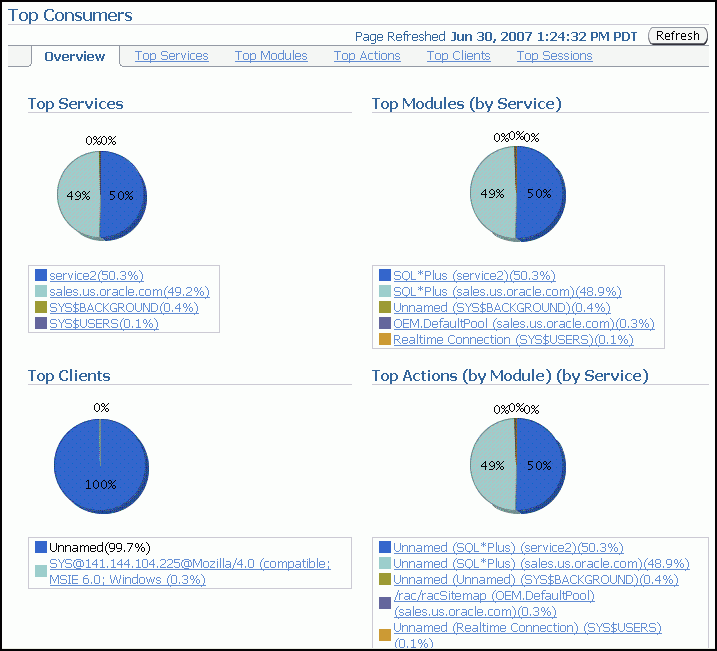 Top Consumers
Page Refreshed Jun 30, 2007 1:24:32 PM PDT Refresh
Overview Top Services Top Modules Top Actions Top Clients Top Sessions
Top Services
0%0%
49% 50%
service2(50.3%)
sales.us.oracle.com(49.2%)
SYS$BACKGROUND(0.4%)
SYS$USERS(0.1%)
Top Modules (by Service)
0%0%0%
49% 50%
SQL*Plus (service2)(50.3%)
SQL*Plus (sales.us.oracle.com)(48.9%)
Unnamed (SYS$BACKGROUND)(0.4%)
OEM.DefaultPool (sales.us.oracle.com)(0.3%)
Realtime Connection (SYS$USERS)(0.1%)
Top Clients
0%
100%
Unnamed(99.7%)
SYS@141.144.104.225@Mozilla/4.0 (compatible;
MSIE 6.0; Windows (0.3%)
Top Actions (by Module) (by Service)
0%0%0%
49% 50%
Unnamed (SQL*Plus) (service2)(50.3%)
Unnamed (SQL*Plus) (sales.us.oracle.com)(48.9%)
Unnamed (Unnamed) (SYS$BACKGROUND)(0.4%)
/rac/racSitemap (OEM.DefaultPool)
(sales.us.oracle.com)(0.3%)
Unnamed (Realtime Connection) (SYS$USERS)
(0.1%)